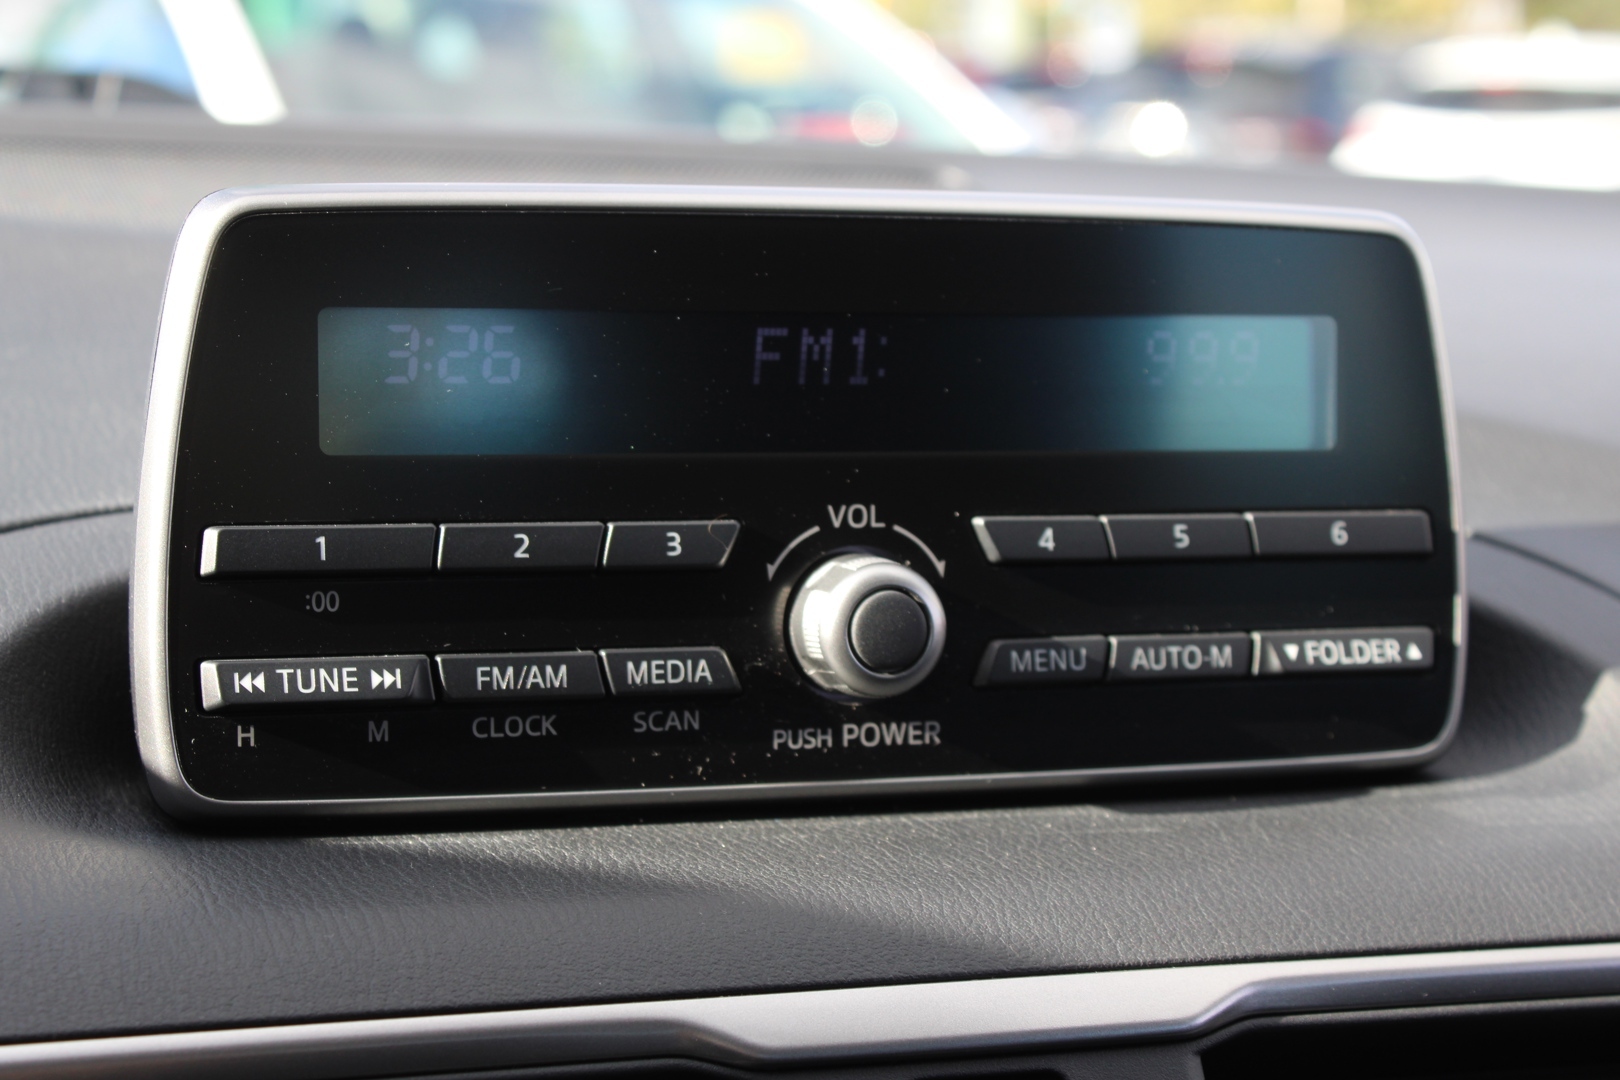 3:26 FM1: 99.9
VOL
1 2 3 4 5 6
:00
⏮ TUNE ⏭ FM/AM MEDIA MENU AUTO-M ▼ FOLDER ▲
H M CLOCK SCAN PUSH POWER